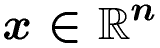 x ∈ ℝⁿ